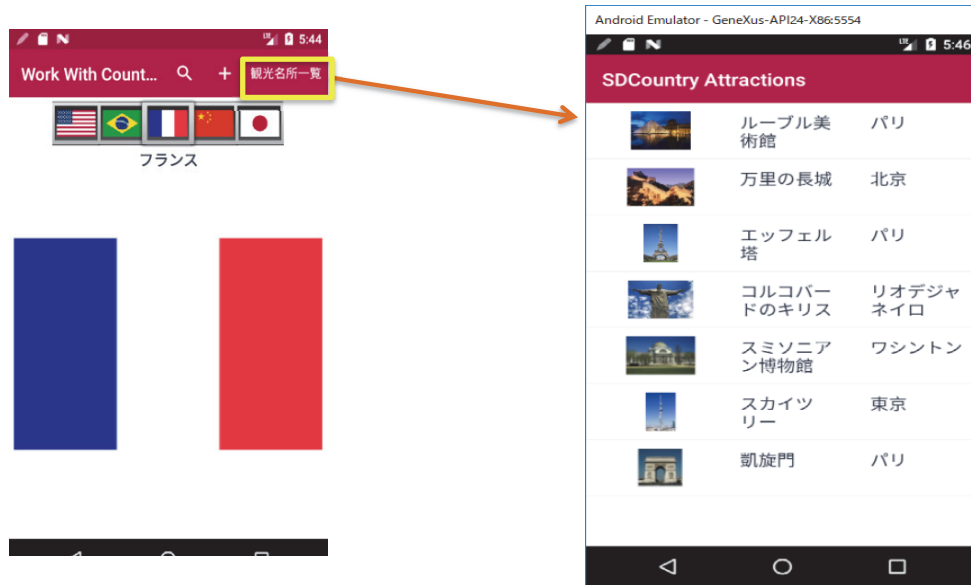 5:44
Work With Count...
+
観光名所一覧
フランス
Android Emulator - GeneXus-API24-X86:5554
5:46
SDCountry Attractions
ルーブル美
術館
パリ
万里の長城
北京
エッフェル
塔
パリ
コルコバー
ドのキリス
リオデジャ
ネイロ
スミソニア
ン博物館
ワシントン
スカイツ
リー
東京
凱旋門
パリ